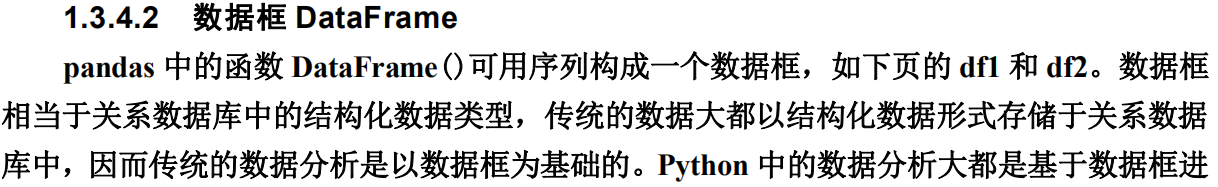 1.3.4.2 数据框 DataFrame
pandas 中的函数 DataFrame()可用序列构成一个数据框，如下页的 df1 和 df2。数据框
相当于关系数据库中的结构化数据类型，传统的数据大都以结构化数据形式存储于关系数据
库中，因而传统的数据分析是以数据框为基础的。Python 中的数据分析大都是基于数据框进